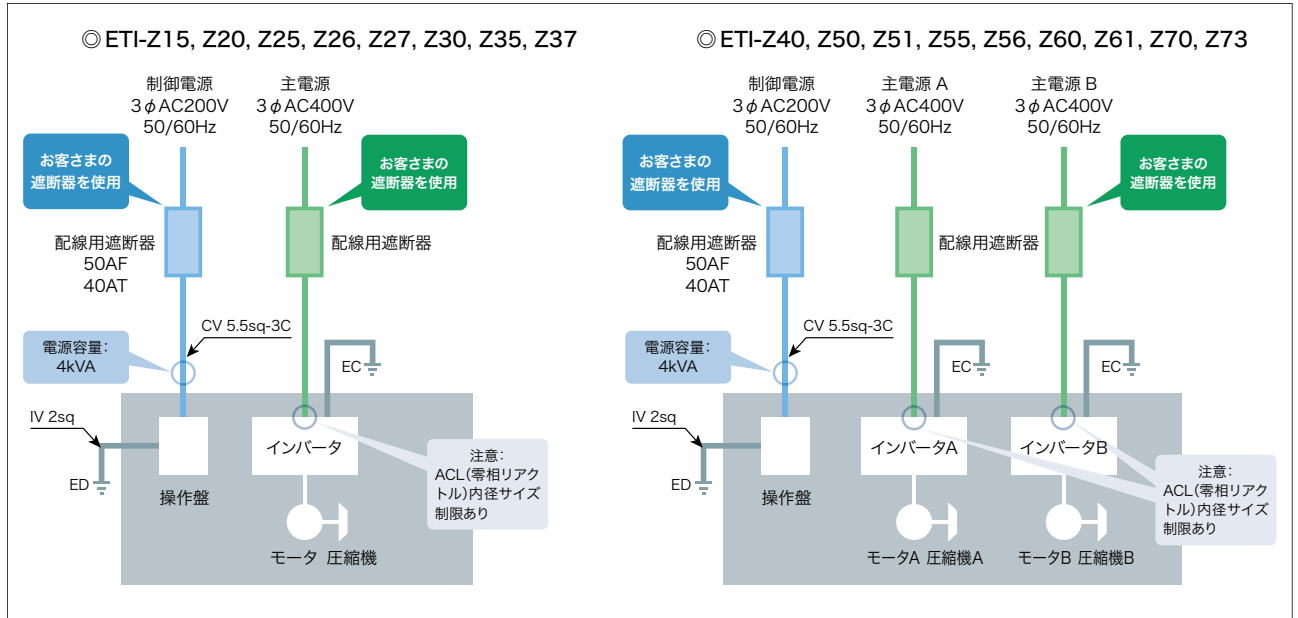 ◎ETI-Z15, Z20, Z25, Z26, Z27, Z30, Z35, Z37
制御電源
3φAC200V
50/60Hz
主電源
3φAC400V
50/60Hz
お客さまの
遮断器を使用
お客さまの
遮断器を使用
配線用遮断器
50AF
40AT
配線用遮断器
CV 5.5sq-3C
電源容量:
4kVA
EC
IV 2sq
ED
操作盤
インバータ
注意:
ACL(零相リアク
トル)内径サイズ
制限あり
モータ 圧縮機
◎ETI-Z40, Z50, Z51, Z55, Z56, Z60, Z61, Z70, Z73
制御電源
3φAC200V
50/60Hz
主電源 A
3φAC400V
50/60Hz
主電源 B
3φAC400V
50/60Hz
お客さまの
遮断器を使用
お客さまの
遮断器を使用
配線用遮断器
50AF
40AT
配線用遮断器
CV 5.5sq-3C
電源容量:
4kVA
EC
EC
IV 2sq
ED
操作盤
インバータA
インバータB
注意:
ACL(零相リアク
トル)内径サイズ
制限あり
モータA 圧縮機A
モータB 圧縮機B